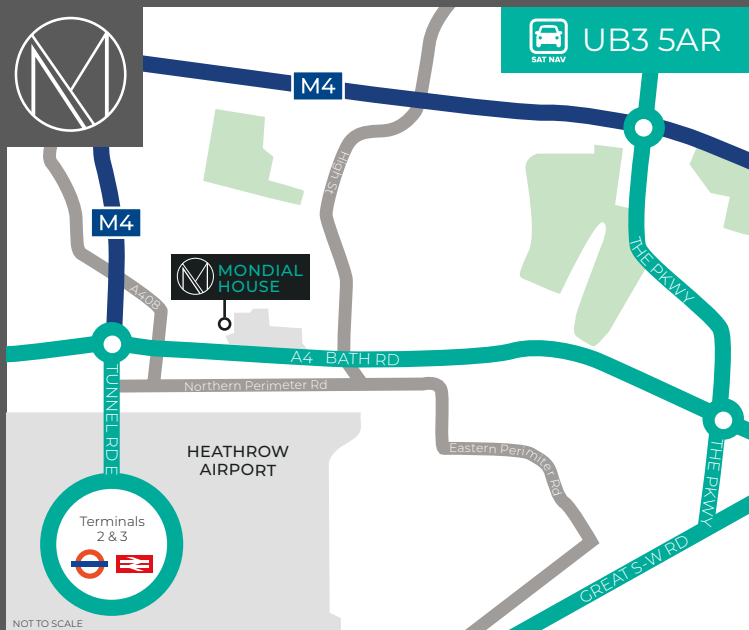 SAT NAV
UB3 5AR
M4
High St
M4
THE PKWY
MONDIAL
HOUSE
A408
A4 BATH RD
Northern Perimeter Rd
TUNNEL RD E
HEATHROW
AIRPORT
Eastern Perimiter Rd
THE PKWY
Terminals
2 & 3
GREAT S-W RD
NOT TO SCALE